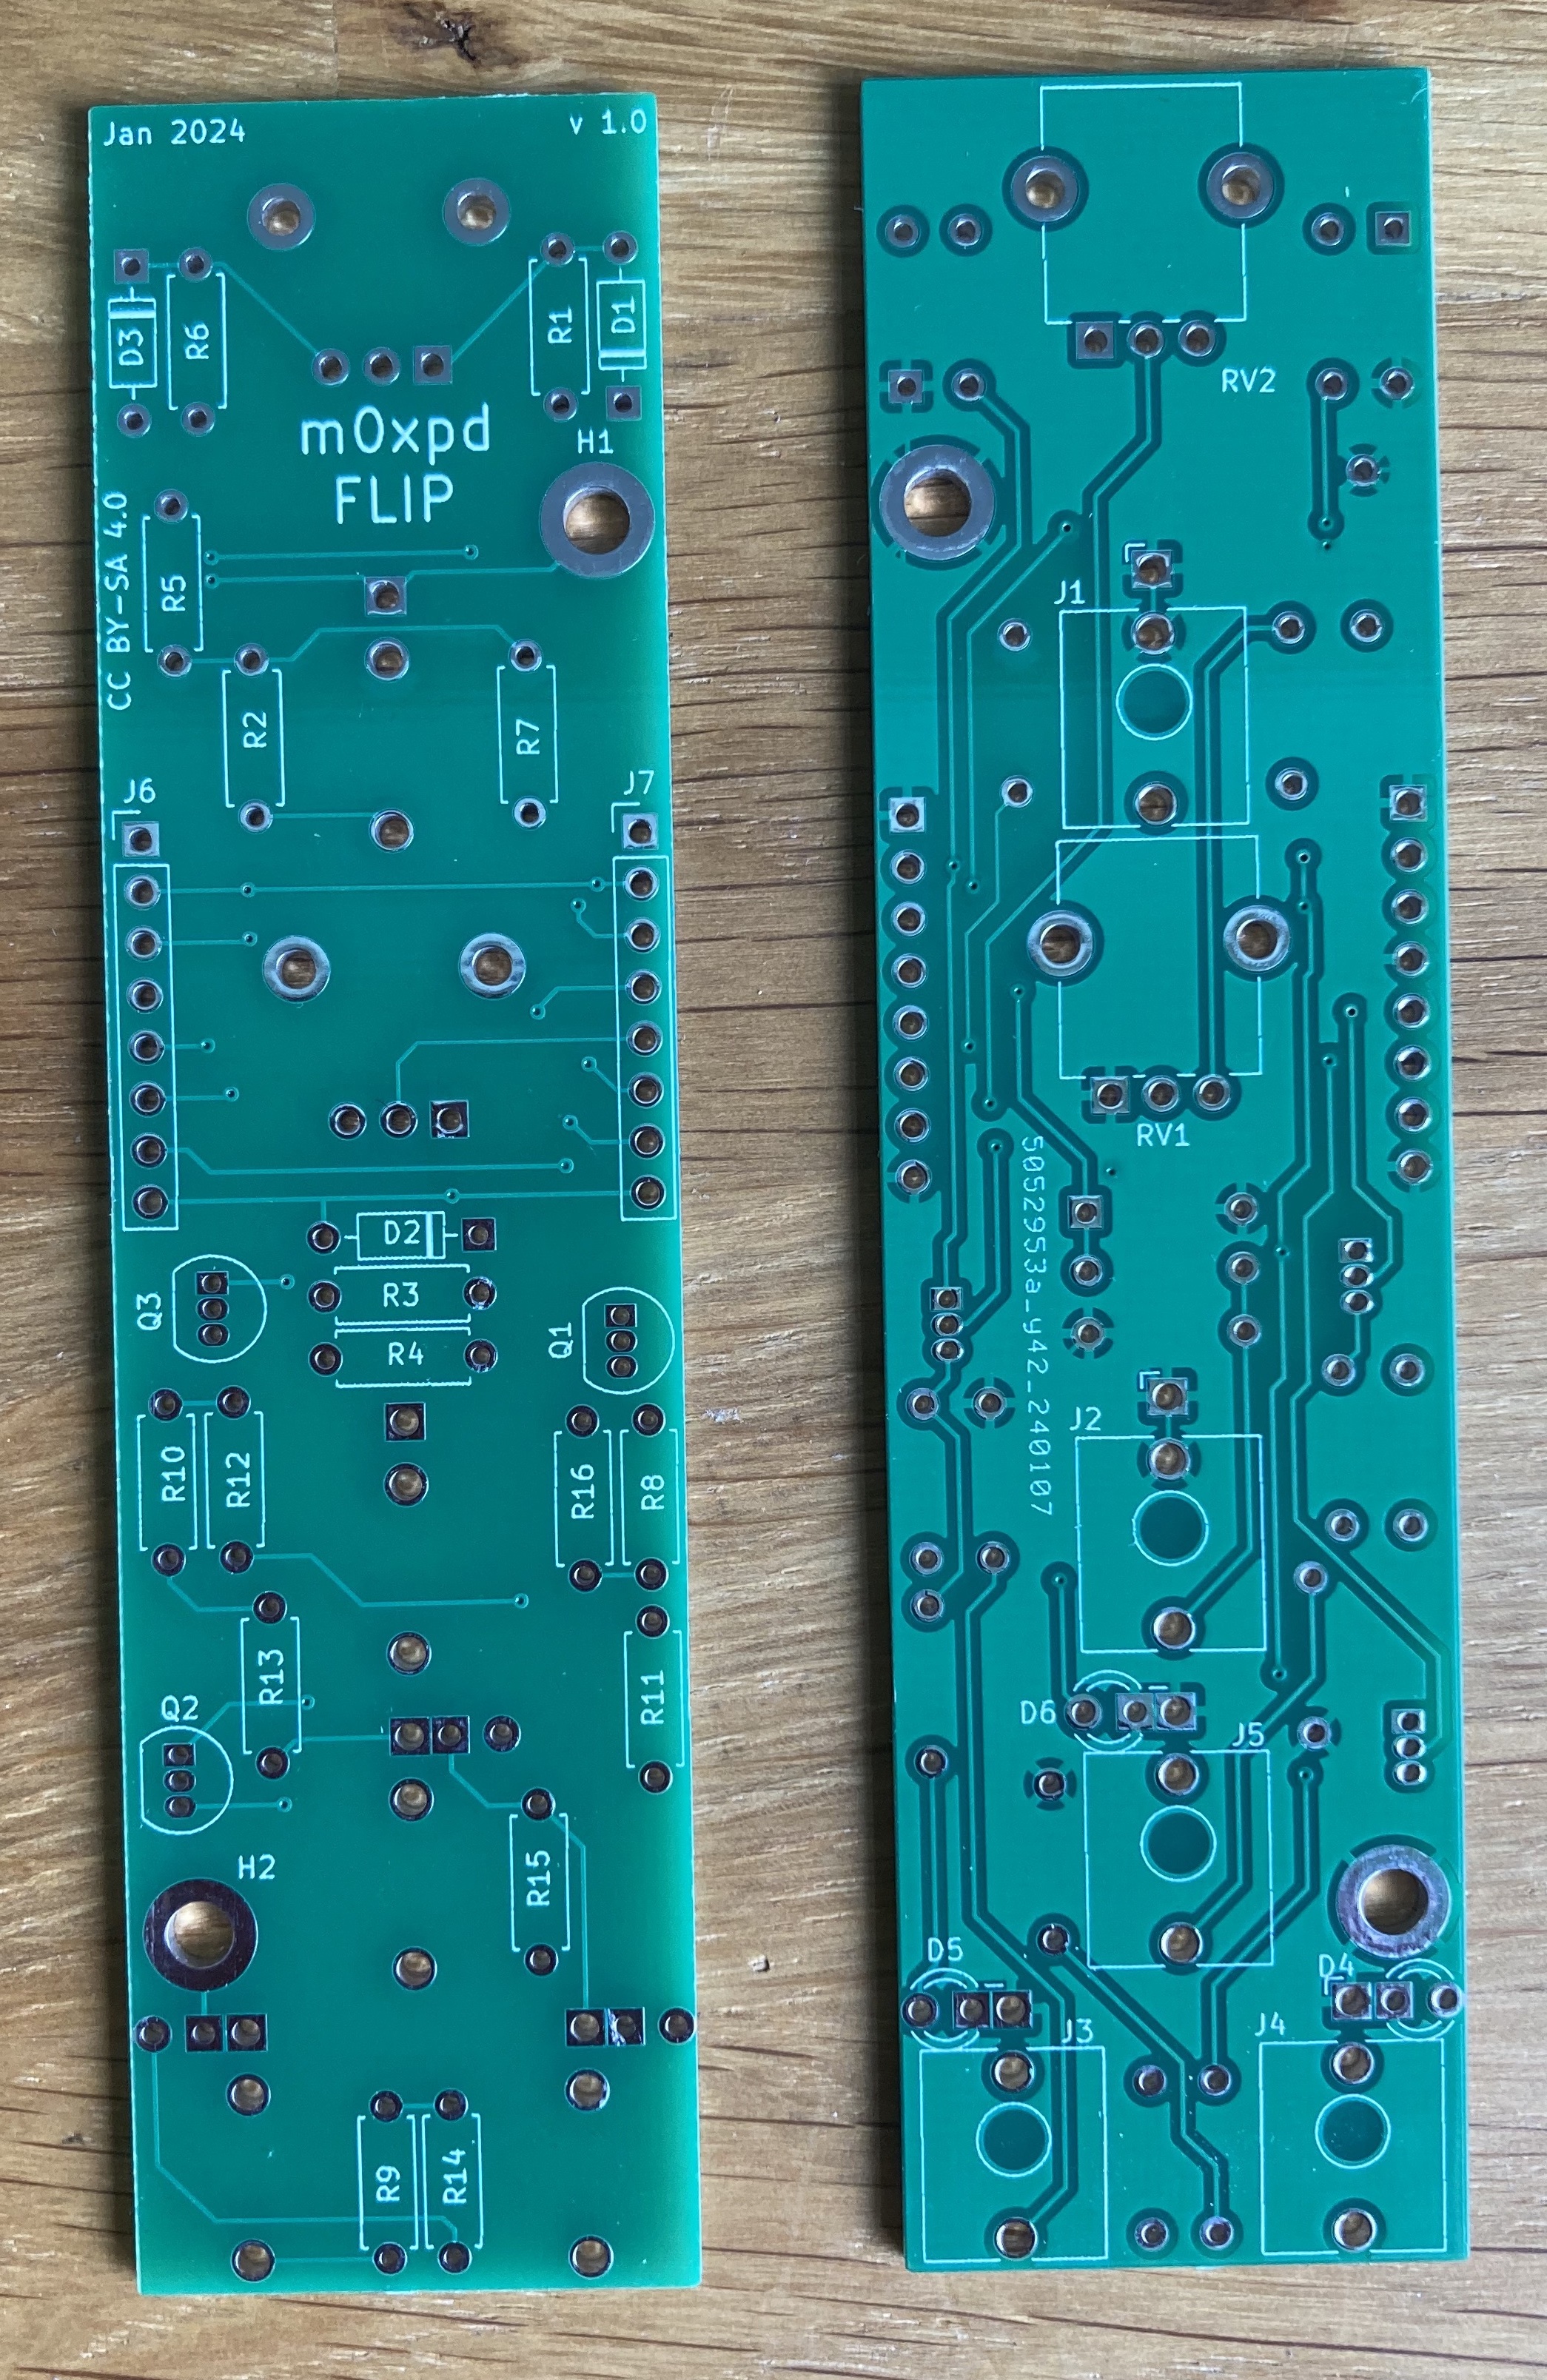 Jan 2024
v 1.0
D3
R6
R1
D1
m0xpd
FLIP
H1
CC BY-SA 4.0
R5
R2
R7
J6
J7
D2
R3
R4
Q3
Q1
R10
R12
R16
R8
R13
R11
Q2
H2
R15
R9
R14
RV2
J1
RV1
5052953a_y42_240107
J2
D6
J5
D5
D4
J3
J4